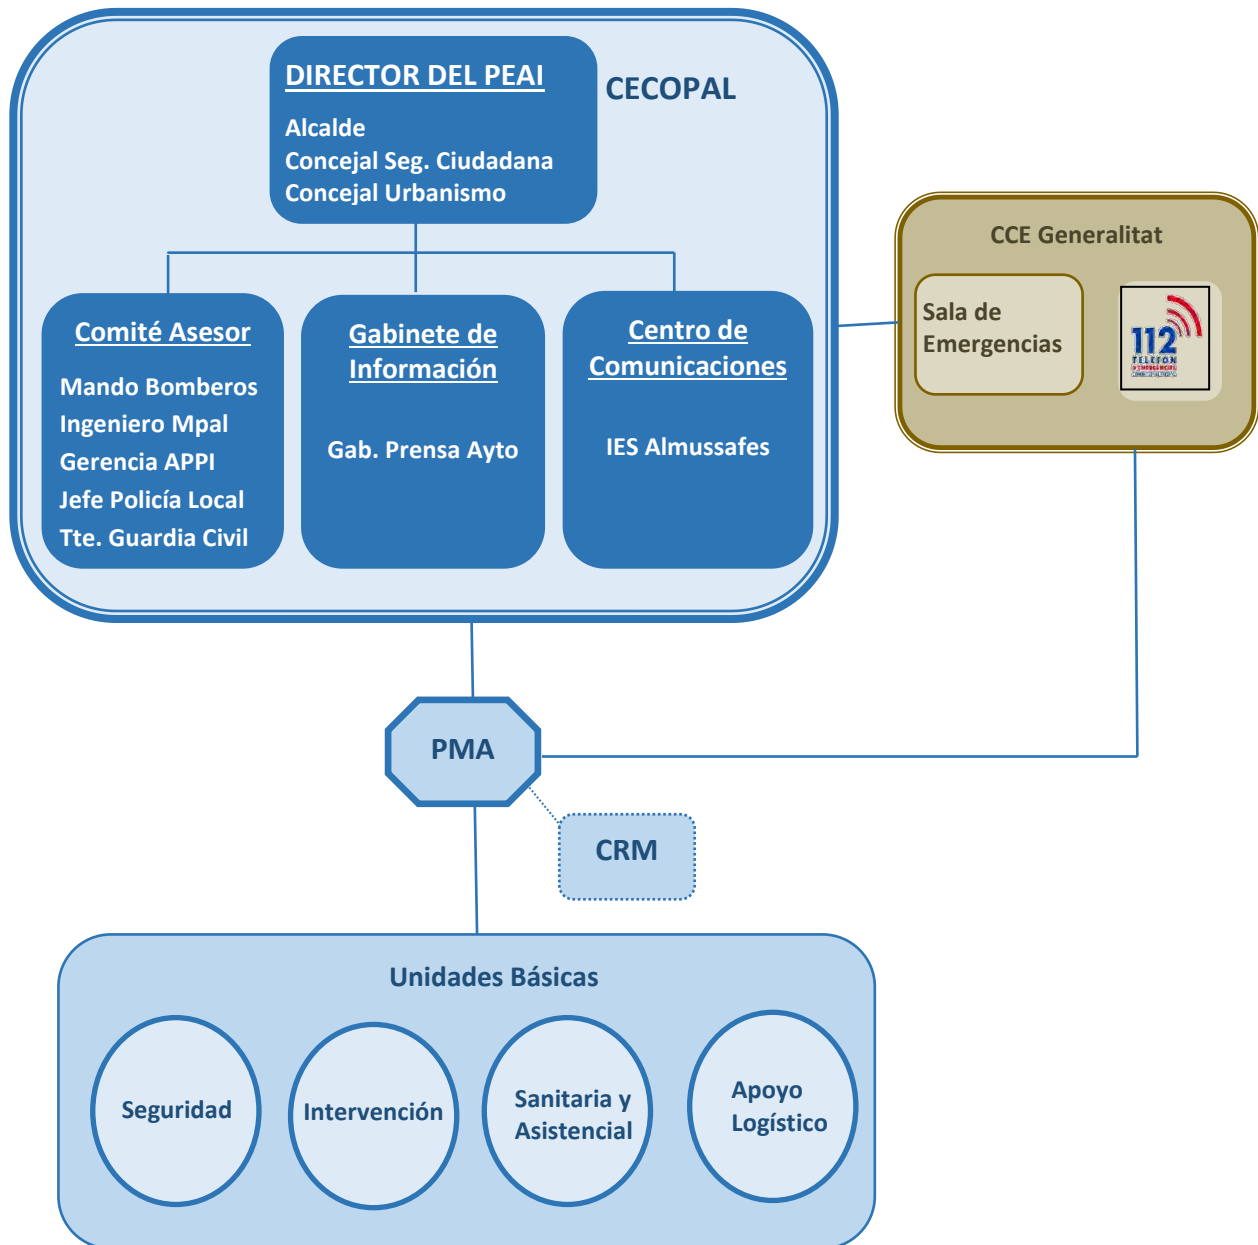 DIRECTOR DEL PEAI
Alcalde
Concejal Seg. Ciudadana
Concejal Urbanismo
CECOPAL
Comité Asesor
Mando Bomberos
Ingeniero Mpal
Gerencia APPI
Jefe Policía Local
Tte. Guardia Civil
Gabinete de
Información
Gab. Prensa Ayto
Centro de
Comunicaciones
IES Almussafes
CCE Generalitat
Sala de
Emergencias
112
PMA
CRM
Unidades Básicas
Seguridad
Intervención
Sanitaria y
Asistencial
Apoyo
Logístico